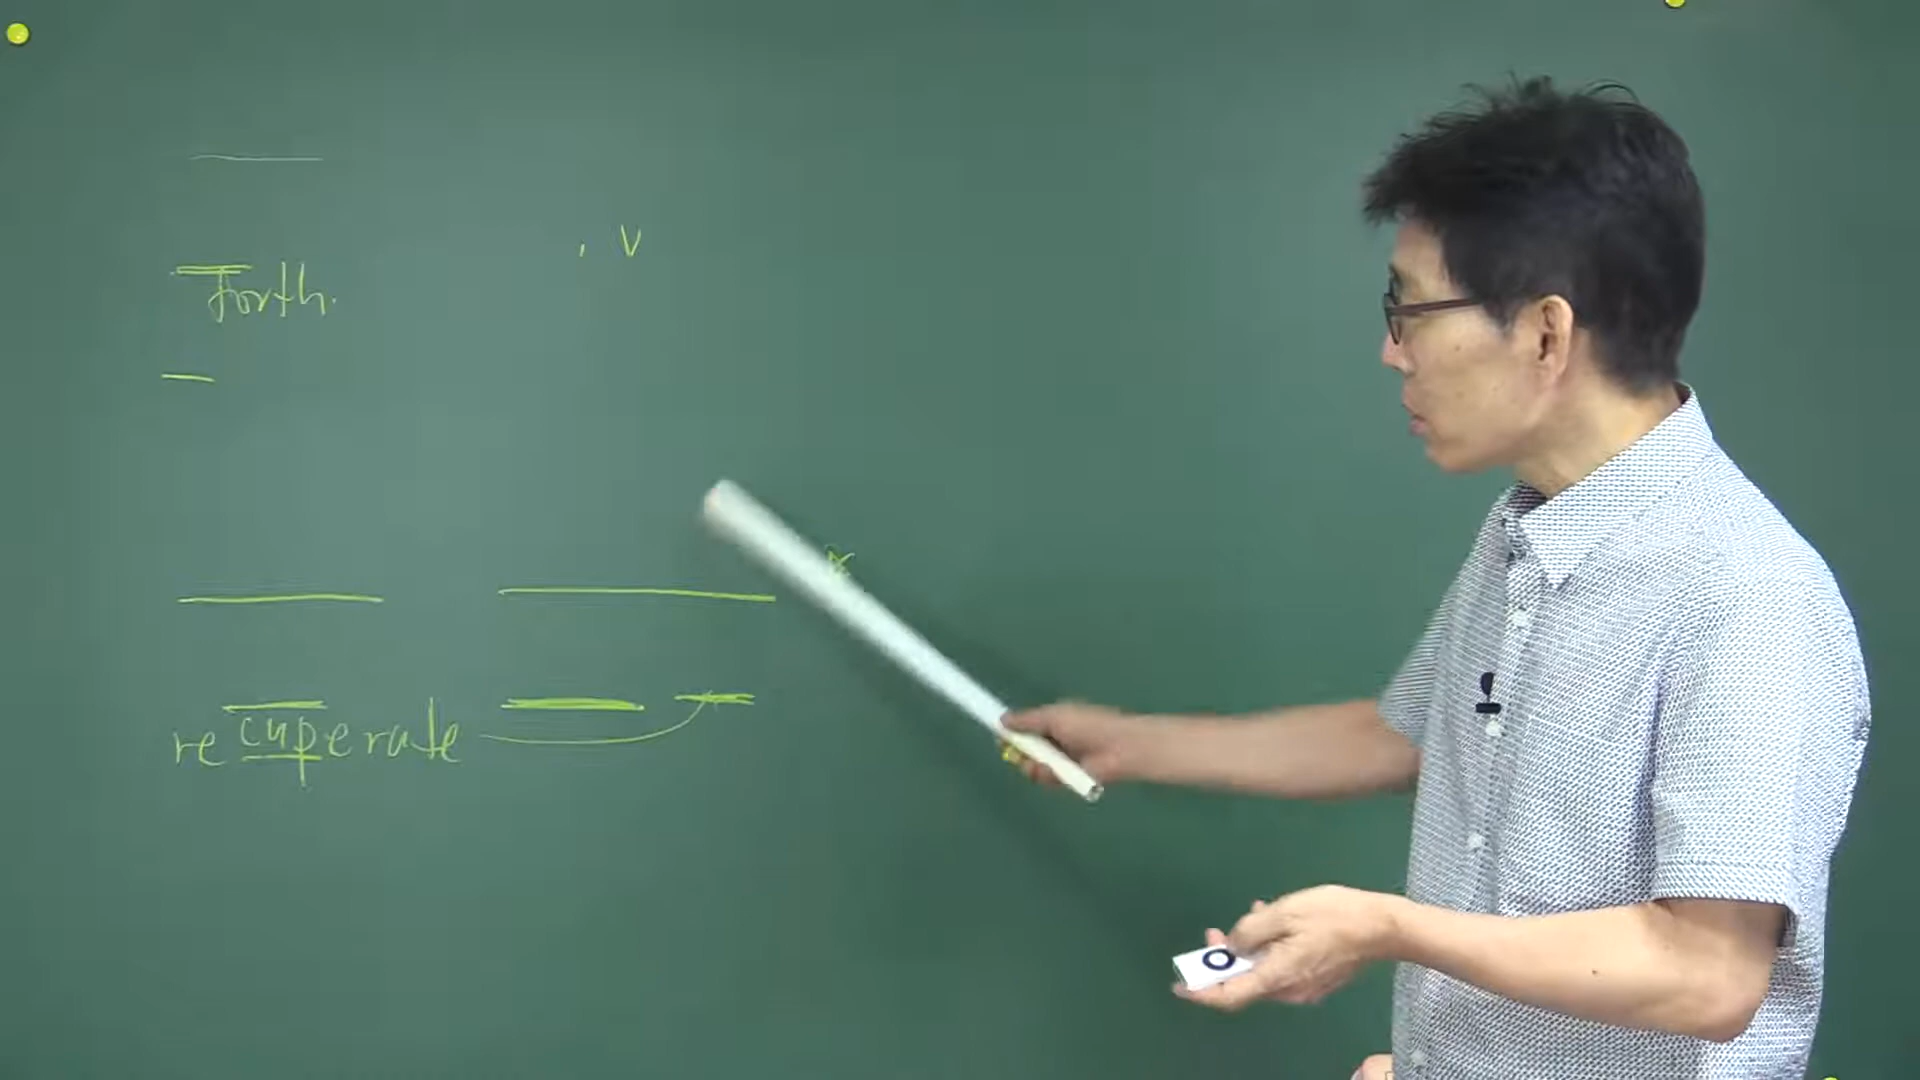 , V
Forth.
recuperate